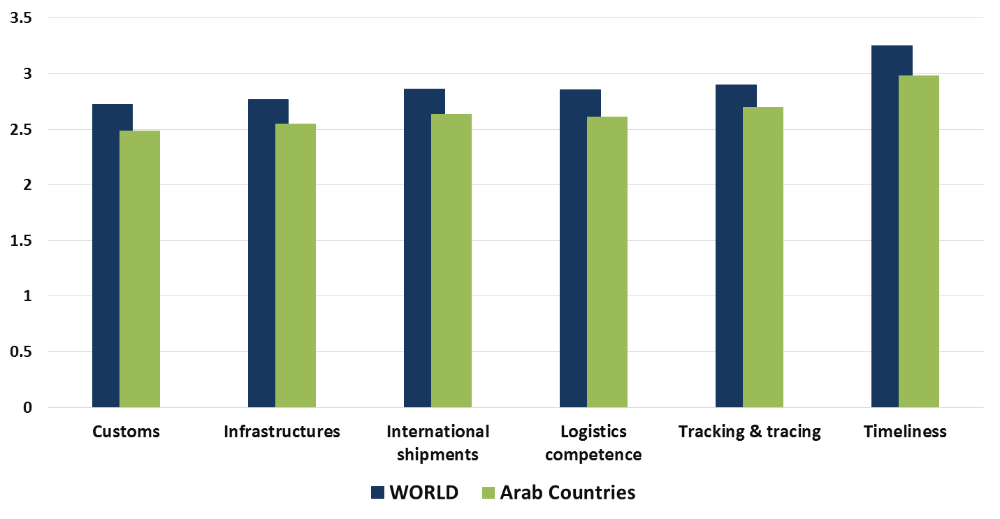 3.5
3
2.5
2
1.5
1
0.5
0
Customs
Infrastructures
International
shipments
Logistics
competence
Tracking & tracing
Timeliness
WORLD
Arab Countries